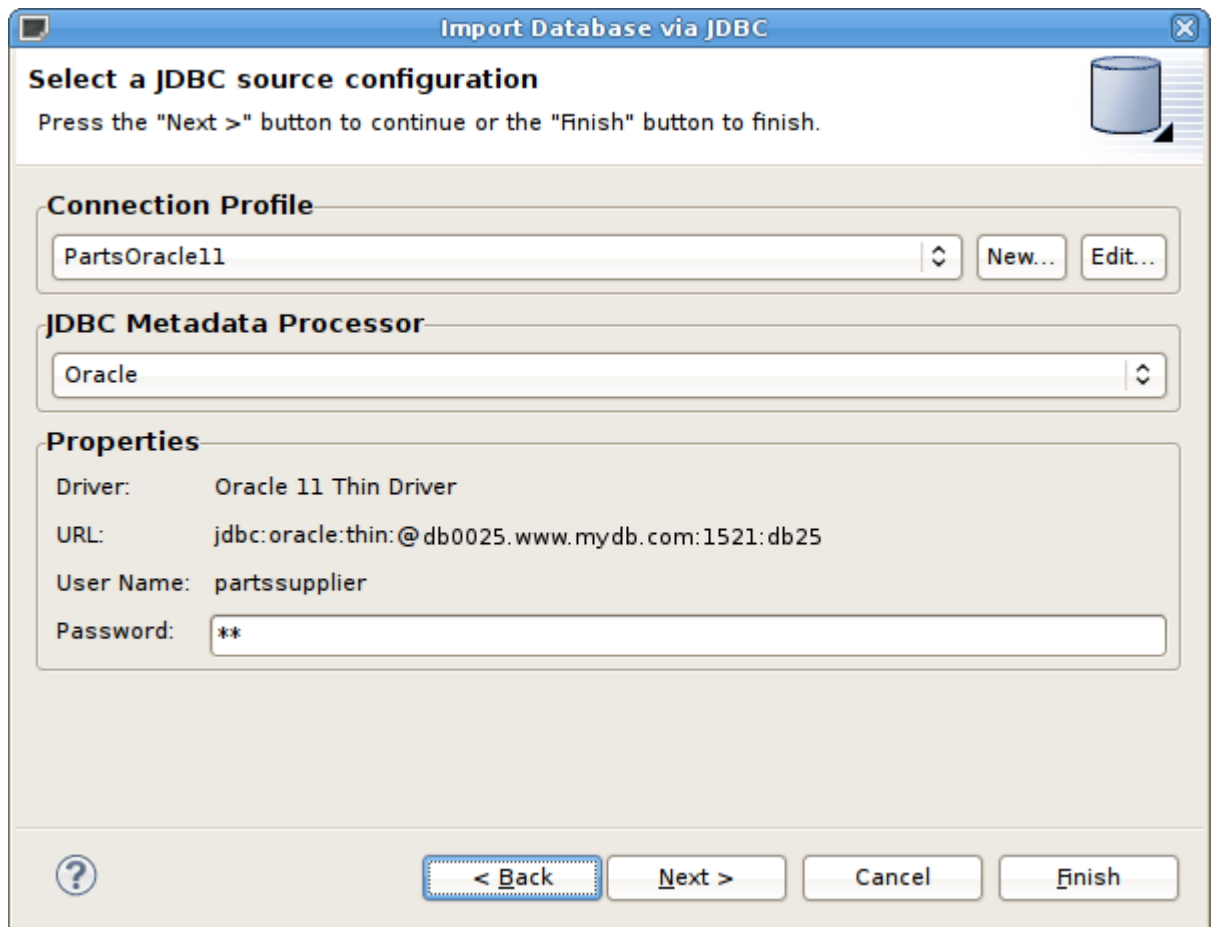 Import Database via JDBC
Select a JDBC source configuration
Press the "Next >" button to continue or the "Finish" button to finish.
Connection Profile
PartsOracle11 New... Edit...
JDBC Metadata Processor
Oracle
Properties
Driver: Oracle 11 Thin Driver
URL: jdbc:oracle:thin:@db0025.www.mydb.com:1521:db25
User Name: partssupplier
Password: **
? < Back Next > Cancel Finish